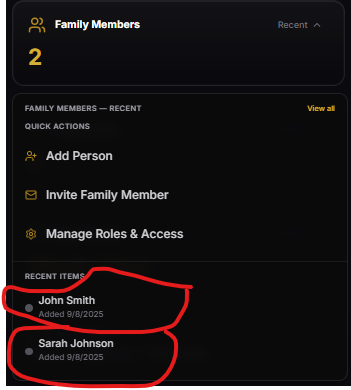 Family Members
Recent
2
FAMILY MEMBERS — RECENT
View all
QUICK ACTIONS
Add Person
Invite Family Member
Manage Roles & Access
RECENT ITEMS
John Smith
Added 9/8/2025
Sarah Johnson
Added 9/8/2025